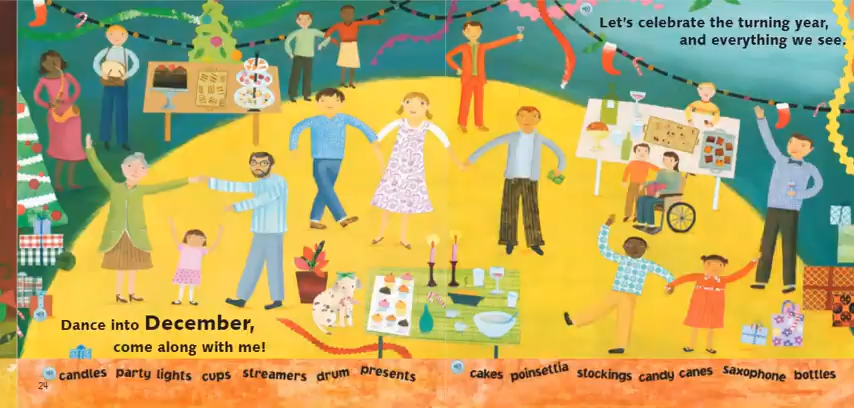 Let's celebrate the turning year,
and everything we see.
Dance into December,
come along with me!
24
candles party lights cups streamers drum presents
cakes poinsettia stockings candy canes saxophone bottles